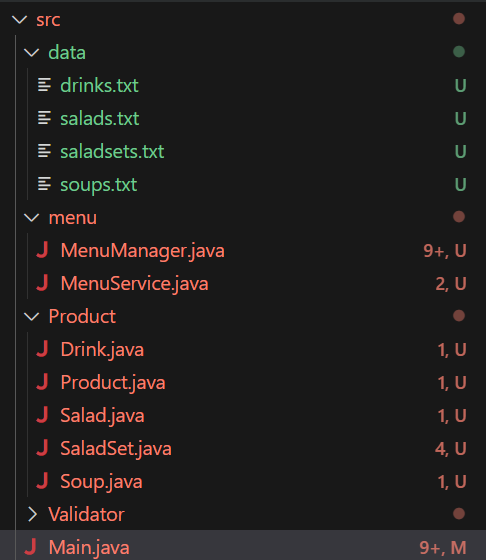 src
data
drinks.txt U
salads.txt U
saladsets.txt U
soups.txt U
menu
MenuManager.java 9+, U
MenuService.java 2, U
Product
Drink.java 1, U
Product.java 1, U
Salad.java 1, U
SaladSet.java 4, U
Soup.java 1, U
Validator
Main.java 9+, M